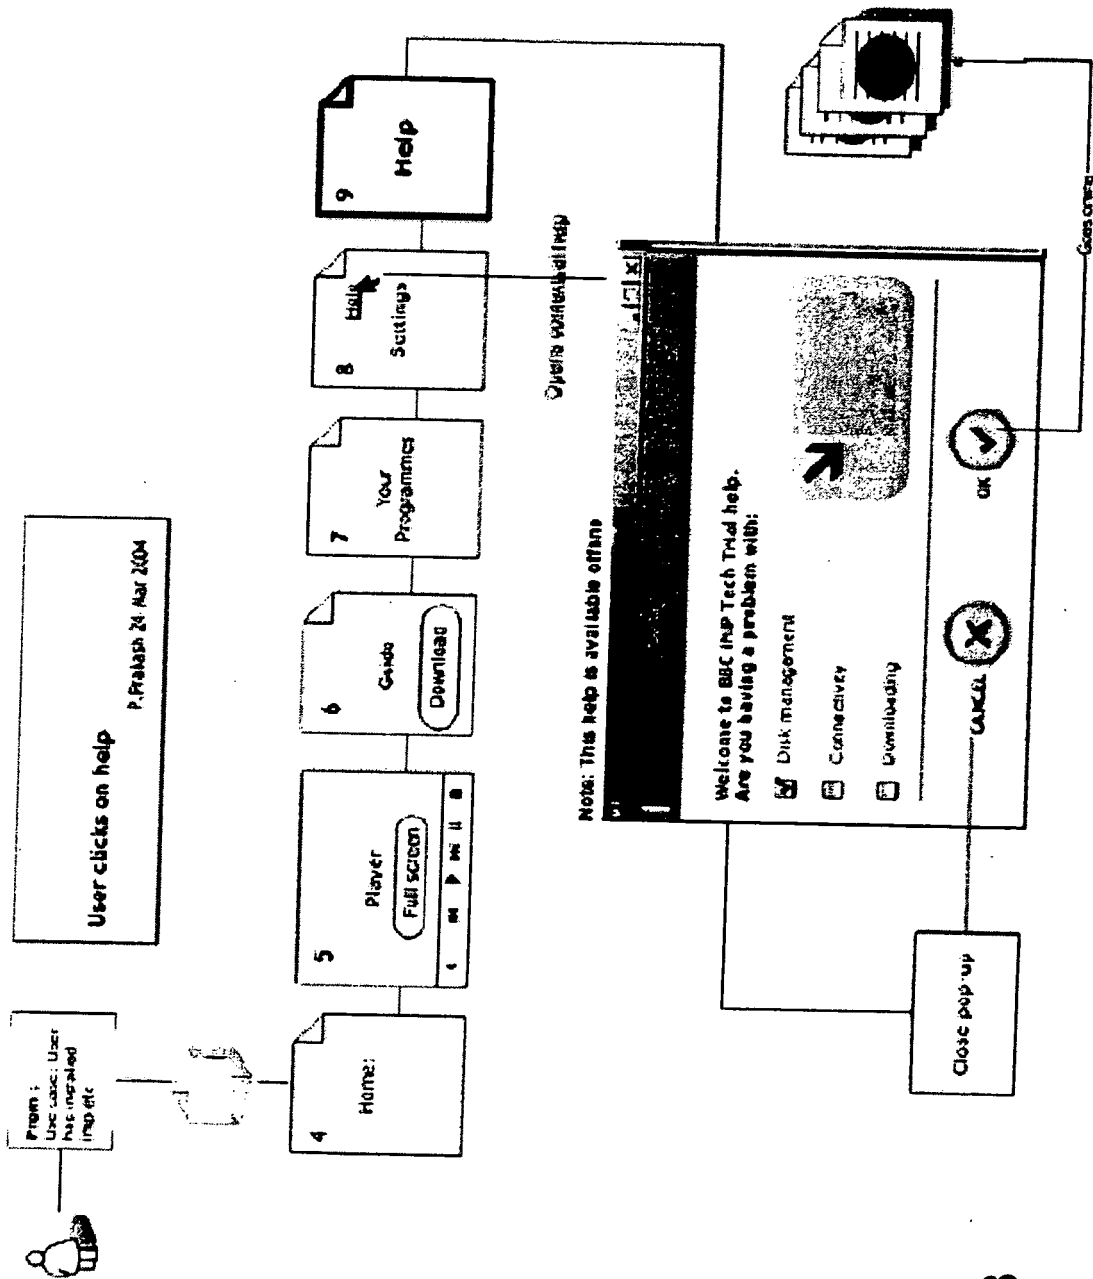 User clicks on help
P.Prakash 24 Mar 2004
From :
Use case: User
has installed
imp etc
4
Home:
5
Player
Full screen
6
Guide
Download
7
Your
Programmes
8
Help
Settings
9
Help
Note: This help is available offline
Welcome to BBC iMP Tech Trial help.
Are you having a problem with:
Disk management
Connectivey
Downloading
CANCEL
OK
Close pop-up
Goes online